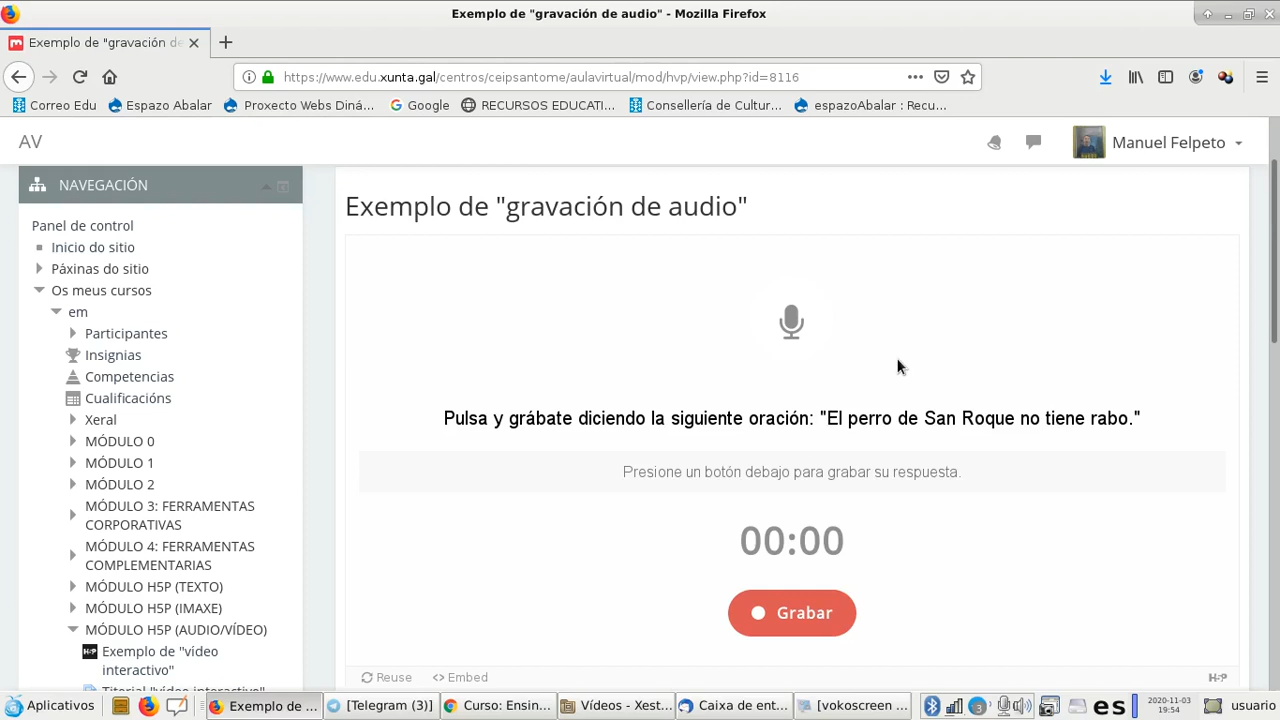 Exemplo de "gravación de audio" - Mozilla Firefox
Exemplo de "gravación de
https://www.edu.xunta.gal/centros/ceipsantome/aulavirtual/mod/hvp/view.php?id=8116
Correo Edu Espazo Abalar Proxecto Webs Diná... Google RECURSOS EDUCATI... Consellería de Cultur... espazoAbalar : Recu...
AV Manuel Felpeto
NAVEGACIÓN
Panel de control
Inicio do sitio
Páxinas do sitio
Os meus cursos
em
Participantes
Insignias
Competencias
Cualificacións
Xeral
MÓDULO 0
MÓDULO 1
MÓDULO 2
MÓDULO 3: FERRAMENTAS
CORPORATIVAS
MÓDULO 4: FERRAMENTAS
COMPLEMENTARIAS
MÓDULO H5P (TEXTO)
MÓDULO H5P (IMAXE)
MÓDULO H5P (AUDIO/VÍDEO)
H5P Exemplo de "vídeo
interactivo"
Titorial "vídeo interactivo"
Exemplo de "gravación de audio"
Pulsa y grábate diciendo la siguiente oración: "El perro de San Roque no tiene rabo."
Presione un botón debajo para grabar su respuesta.
00:00
Grabar
Reuse <> Embed H5P
Aplicativos Exemplo de ... [Telegram (3)] Curso: Ensin... Vídeos - Xest... Caixa de ent... [vokoscreen ... es 2020-11-03 usuario
19:54